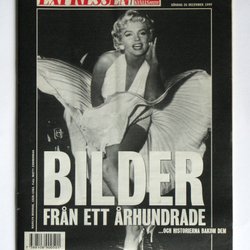 EXPRESSEN
SÖNDAG 26 DECEMBER 1999
BILDER
FRÅN ETT ÅRHUNDRADE
...OCH HISTORIERNA BAKOM DEM